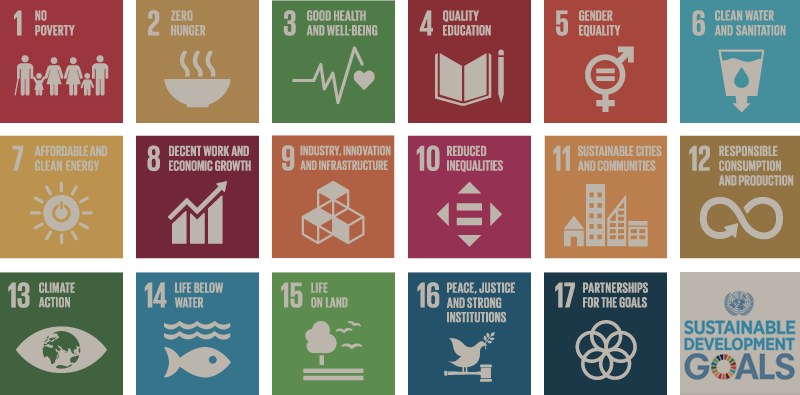 1 NO
POVERTY
2 ZERO
HUNGER
3 GOOD HEALTH
AND WELL-BEING
4 QUALITY
EDUCATION
5 GENDER
EQUALITY
6 CLEAN WATER
AND SANITATION
7 AFFORDABLE AND
CLEAN ENERGY
8 DECENT WORK AND
ECONOMIC GROWTH
9 INDUSTRY, INNOVATION
AND INFRASTRUCTURE
10 REDUCED
INEQUALITIES
11 SUSTAINABLE CITIES
AND COMMUNITIES
12 RESPONSIBLE
CONSUMPTION
AND PRODUCTION
13 CLIMATE
ACTION
14 LIFE BELOW
WATER
15 LIFE
ON LAND
16 PEACE, JUSTICE
AND STRONG
INSTITUTIONS
17 PARTNERSHIPS
FOR THE GOALS
SUSTAINABLE
DEVELOPMENT
GOALS